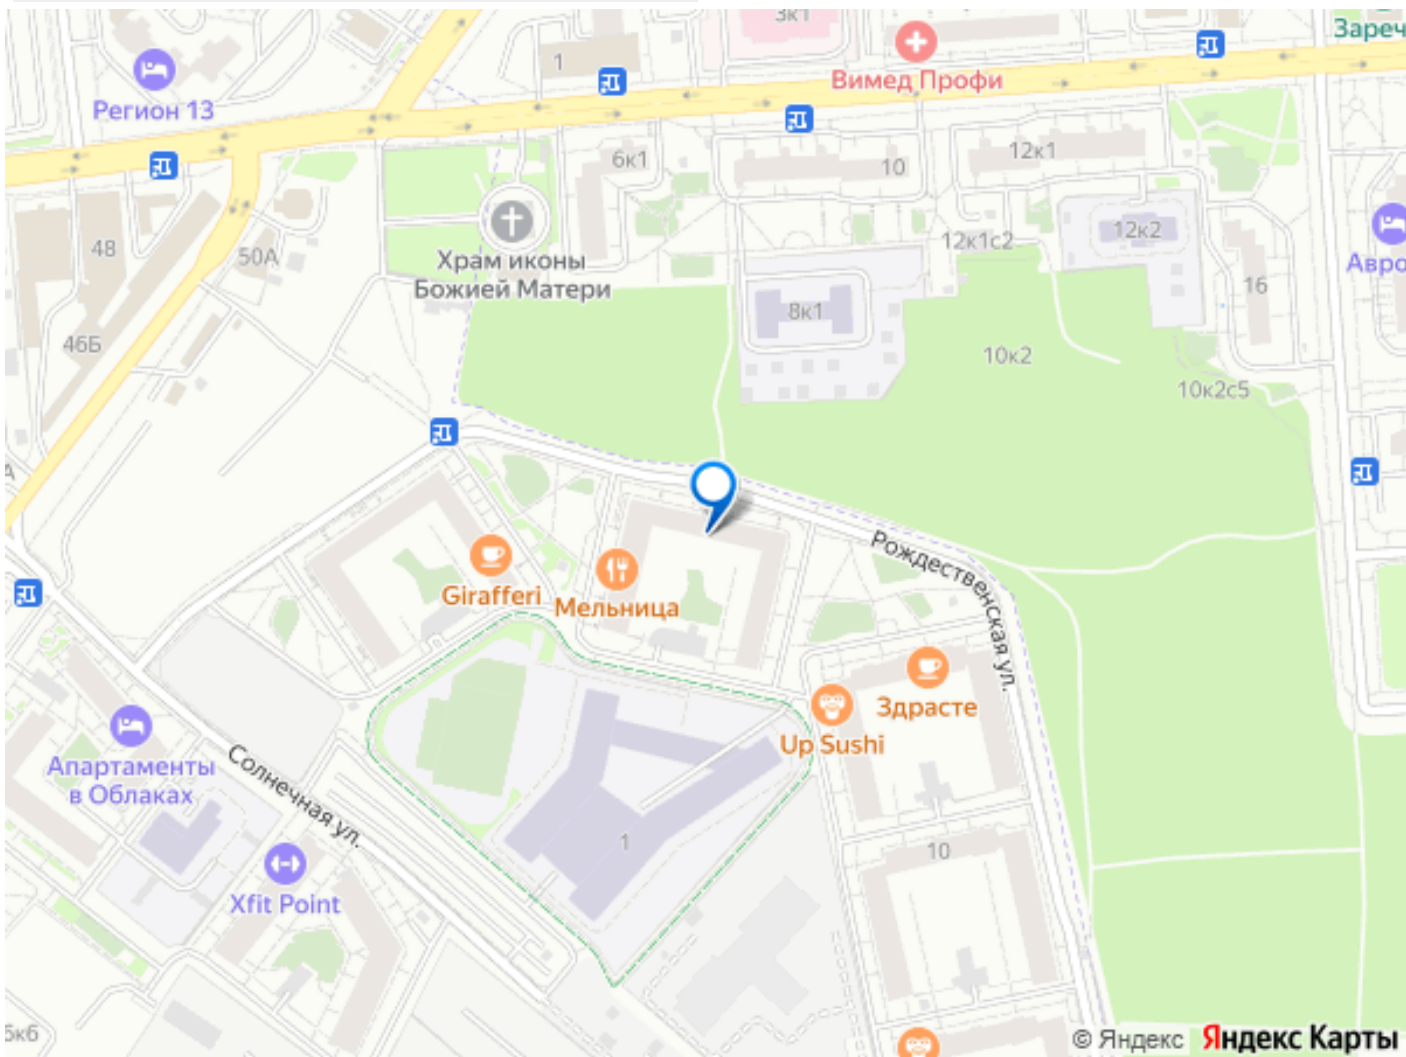 3к1
Зареч
1
Вимед Профи
Регион 13
6к1
10
12к1
48
50А
Храм иконы
Божией Матери
12к1с2
12к2
Авро
16
46Б
8к1
10к2
10к2с5
А
Рождественская ул.
Girafferi
Мельница
Здрасте
Up Sushi
Апартаменты
в Облаках
Солнечная ул.
1
10
Xfit Point
5к6
© Яндекс Яндекс Карты